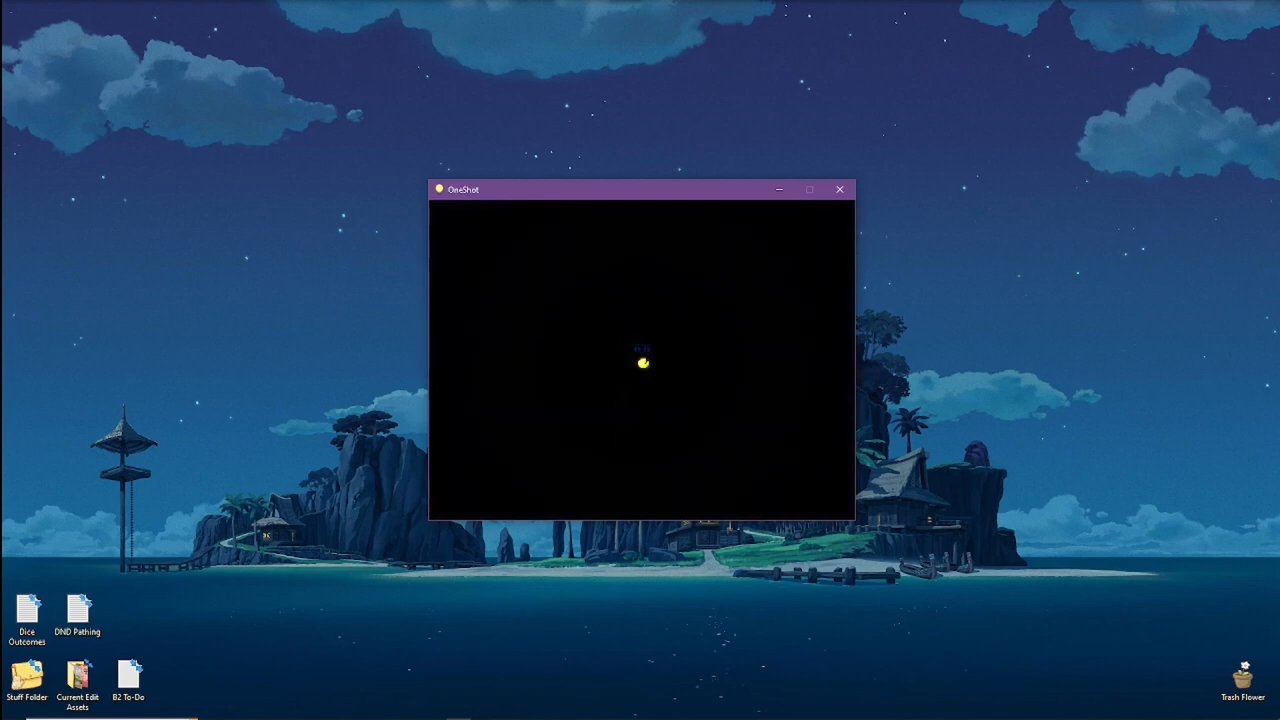 OneShot
Dice
Outcomes
DND Pathing
Stuff Folder
Current Edit
Assets
B2 To-Do
Trash Flower